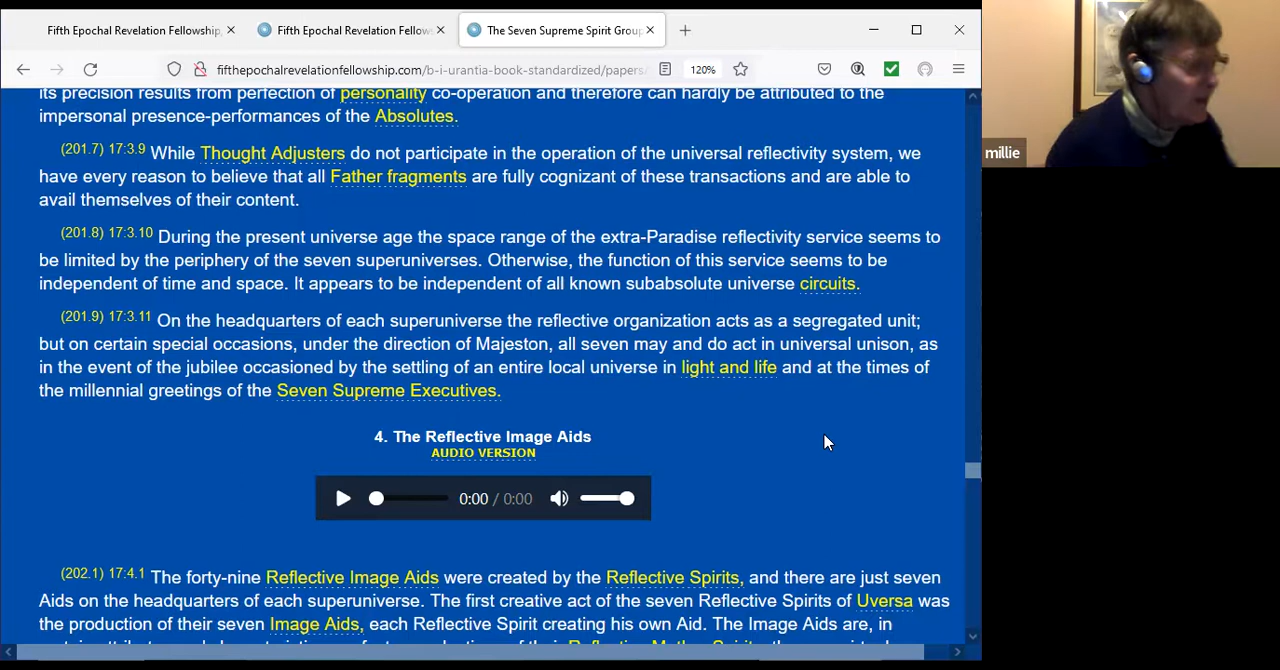 Fifth Epochal Revelation Fellowship,
Fifth Epochal Revelation Fellows
The Seven Supreme Spirit Group
fifthepochalrevelationfellowship.com/b-i-urantia-book-standardized/papers/
120%
its precision results from perfection of personality co-operation and therefore can hardly be attributed to the
impersonal presence-performances of the Absolutes.
(201.7) 17:3.9 While Thought Adjusters do not participate in the operation of the universal reflectivity system, we
have every reason to believe that all Father fragments are fully cognizant of these transactions and are able to
avail themselves of their content.
(201.8) 17:3.10 During the present universe age the space range of the extra-Paradise reflectivity service seems to
be limited by the periphery of the seven superuniverses. Otherwise, the function of this service seems to be
independent of time and space. It appears to be independent of all known subabsolute universe circuits.
(201.9) 17:3.11 On the headquarters of each superuniverse the reflective organization acts as a segregated unit;
but on certain special occasions, under the direction of Majeston, all seven may and do act in universal unison, as
in the event of the jubilee occasioned by the settling of an entire local universe in light and life and at the times of
the millennial greetings of the Seven Supreme Executives.
4. The Reflective Image Aids
AUDIO VERSION
0:00 / 0:00
(202.1) 17:4.1 The forty-nine Reflective Image Aids were created by the Reflective Spirits, and there are just seven
Aids on the headquarters of each superuniverse. The first creative act of the seven Reflective Spirits of Uversa was
the production of their seven Image Aids, each Reflective Spirit creating his own Aid. The Image Aids are, in
millie